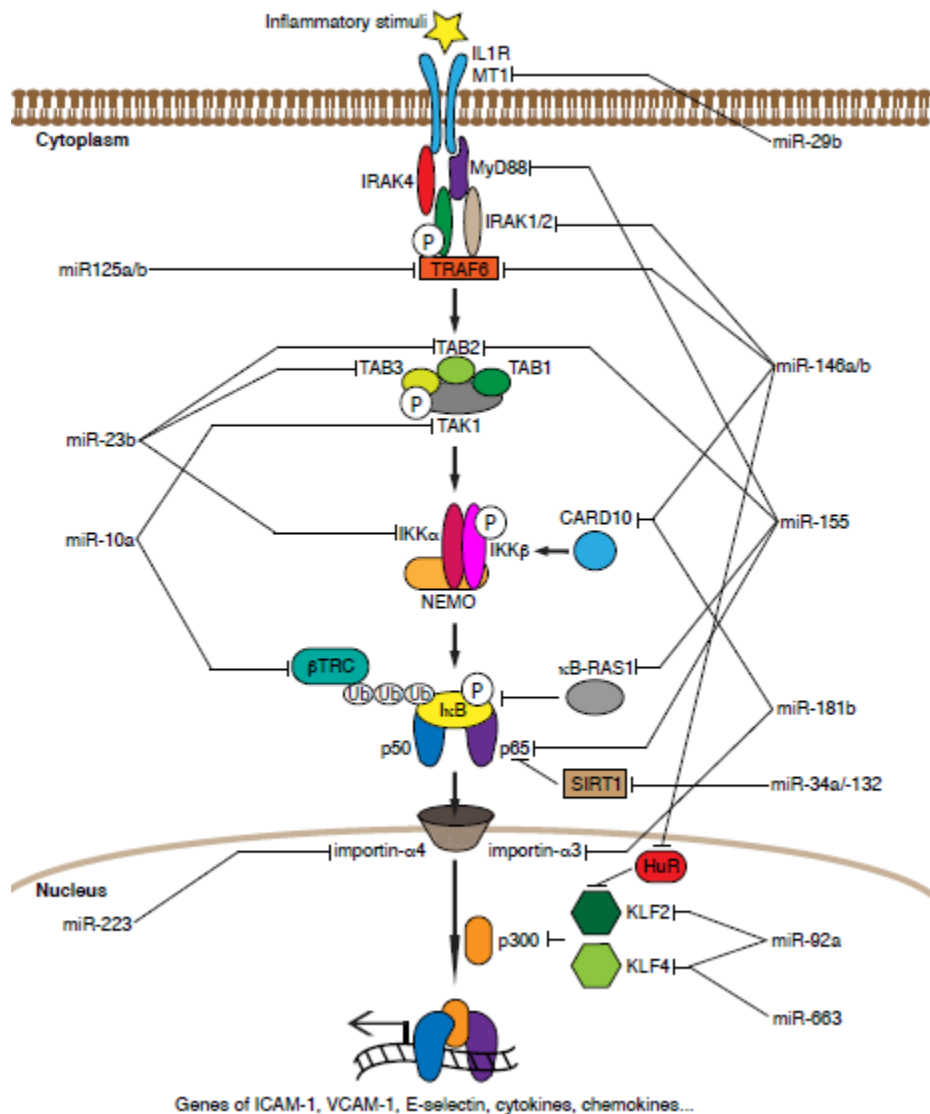 Inflammatory stimuli
IL1R
MT1
Cytoplasm
miR-29b
MyD88
IRAK4
IRAK1/2
P
miR125a/b
TRAF6
TAB2
TAB3
TAB1
miR-146a/b
P
TAK1
miR-23b
P
CARD10
miR-155
miR-10a
IKKα
IKKβ
NEMO
βTRC
κB-RAS1
Ub Ub Ub
P
IκB
miR-181b
p50
p65
SIRT1
miR-34a/-132
importin-α4
importin-α3
HuR
Nucleus
miR-223
KLF2
p300
miR-92a
KLF4
miR-663
Genes of ICAM-1, VCAM-1, E-selectin, cytokines, chemokines...